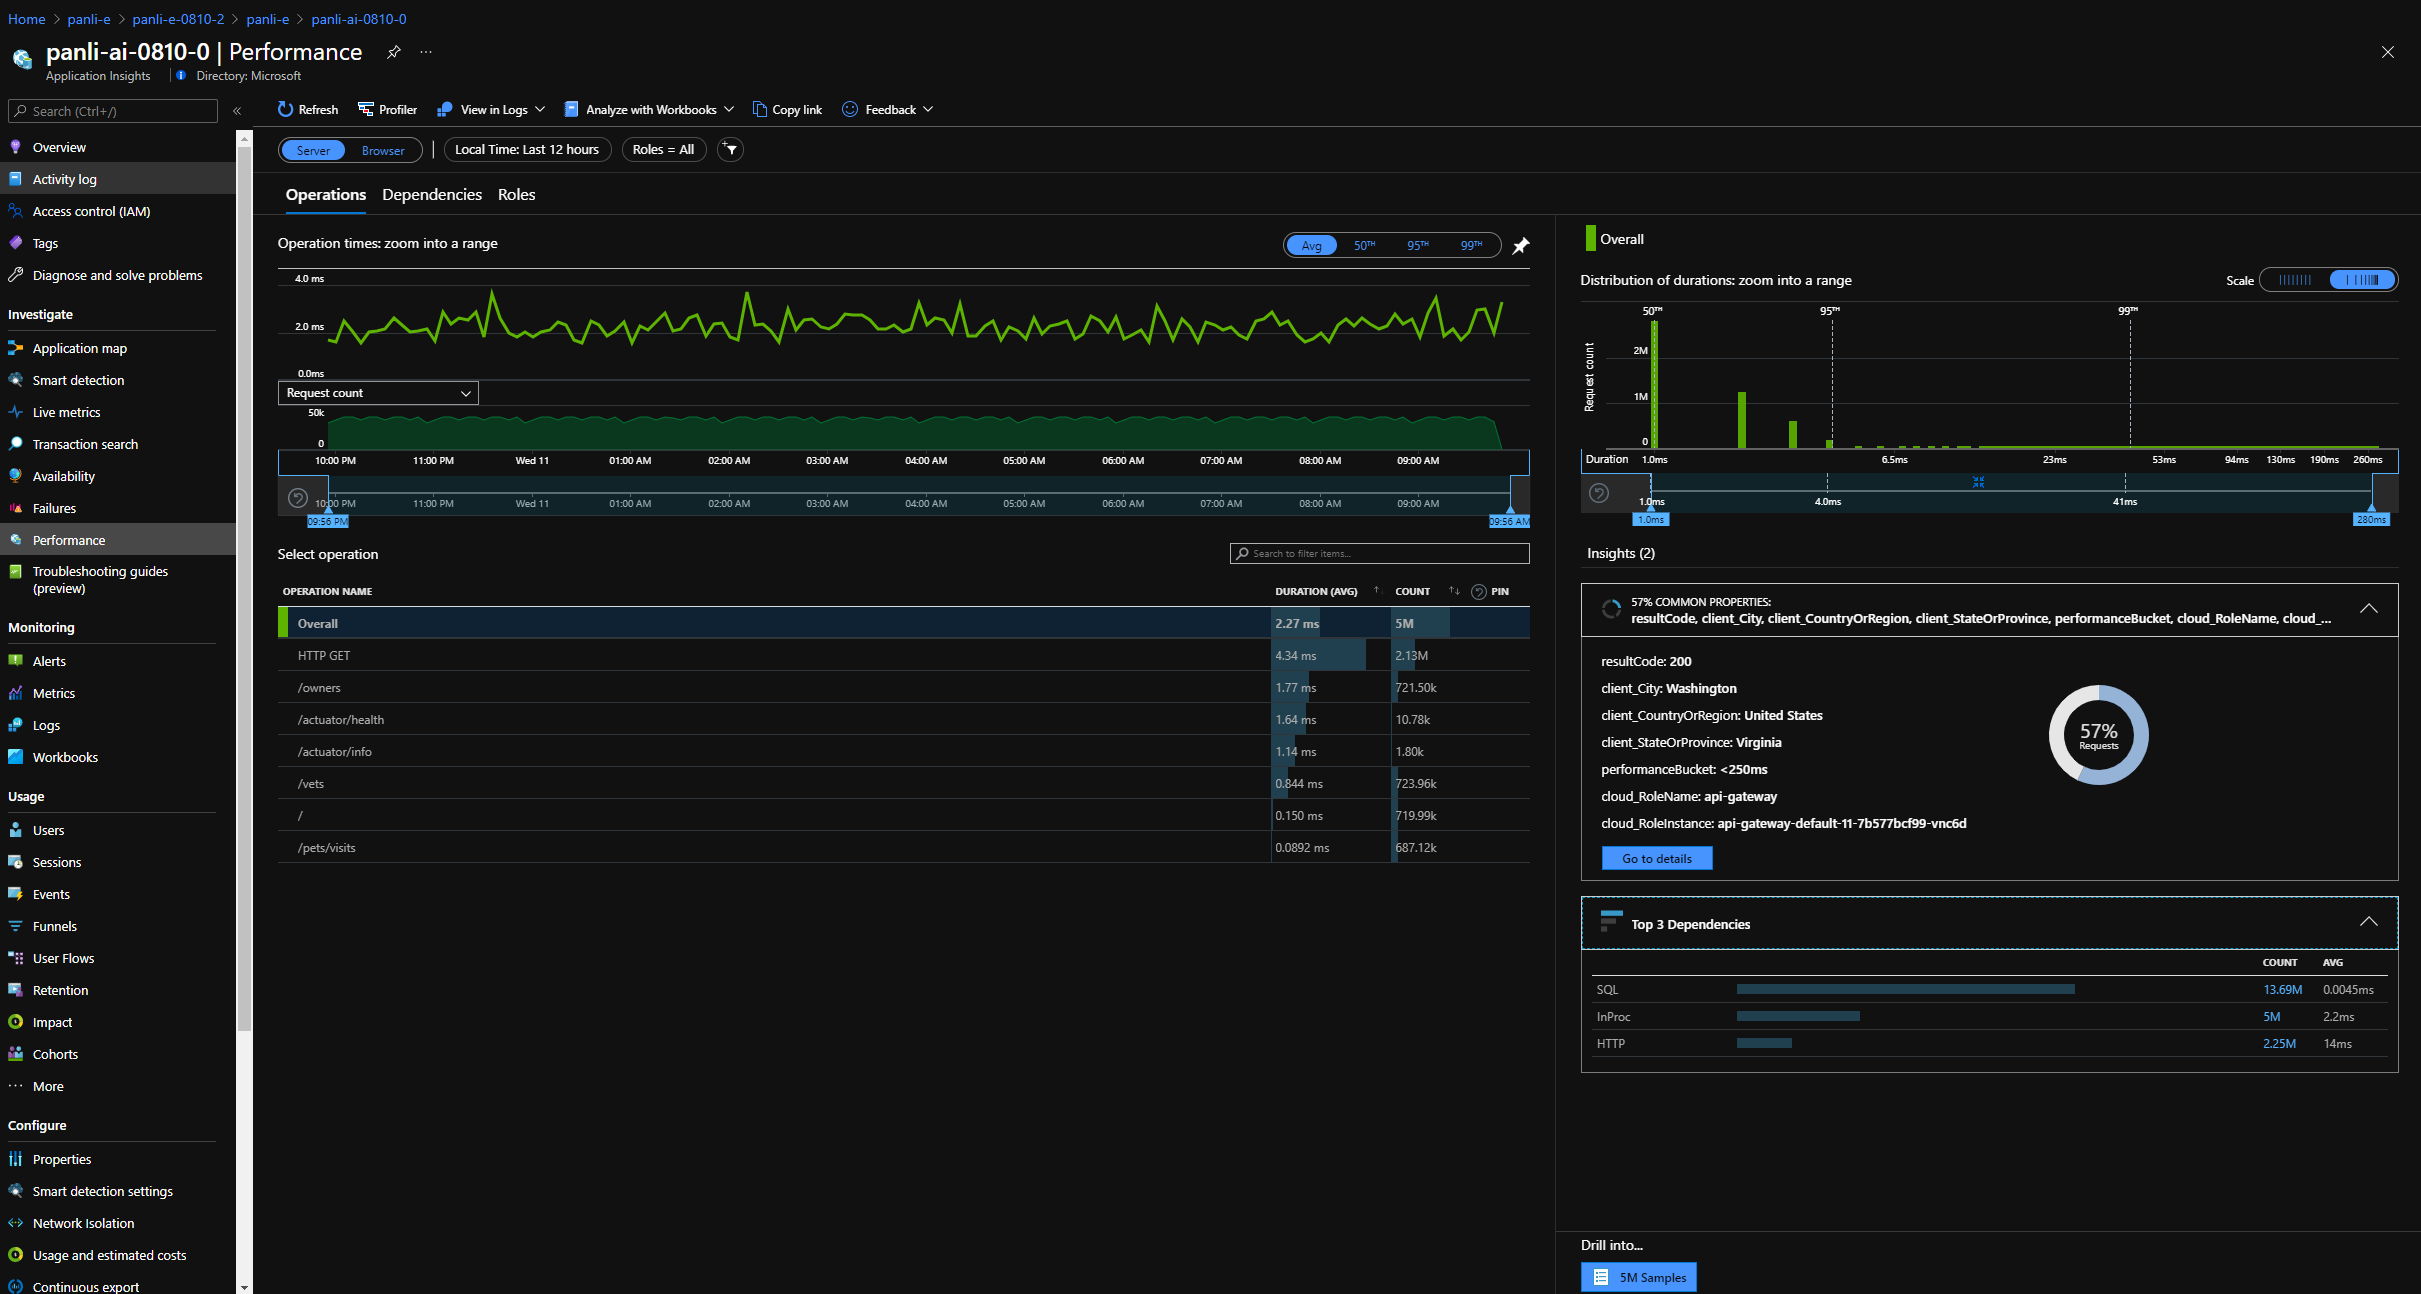 Home > panli-e > panli-e-0810-2 > panli-e > panli-ai-0810-0
panli-ai-0810-0 | Performance
Application Insights | Directory: Microsoft
Search (Ctrl+/)
Overview
Activity log
Access control (IAM)
Tags
Diagnose and solve problems
Investigate
Application map
Smart detection
Live metrics
Transaction search
Availability
Failures
Performance
Troubleshooting guides
(preview)
Monitoring
Alerts
Metrics
Logs
Workbooks
Usage
Users
Sessions
Events
Funnels
User Flows
Retention
Impact
Cohorts
More
Configure
Properties
Smart detection settings
Network Isolation
Usage and estimated costs
Continuous export
Refresh Profiler View in Logs Analyze with Workbooks Copy link Feedback
Server Browser | Local Time: Last 12 hours Roles = All
Operations Dependencies Roles
Operation times: zoom into a range
Avg 50TH 95TH 99TH
4.0 ms
2.0 ms
0.0ms
Request count
50k
0
10:00 PM 11:00 PM Wed 11 01:00 AM 02:00 AM 03:00 AM 04:00 AM 05:00 AM 06:00 AM 07:00 AM 08:00 AM 09:00 AM
10:00 PM 11:00 PM Wed 11 01:00 AM 02:00 AM 03:00 AM 04:00 AM 05:00 AM 06:00 AM 07:00 AM 08:00 AM 09:00 AM
09:56 PM 09:56 AM
Select operation
Search to filter items...
OPERATION NAME DURATION (AVG) COUNT PIN
Overall 2.27 ms 5M
HTTP GET 4.34 ms 2.13M
/owners 1.77 ms 721.50k
/actuator/health 1.64 ms 10.78k
/actuator/info 1.14 ms 1.80k
/vets 0.844 ms 723.96k
/ 0.150 ms 719.99k
/pets/visits 0.0892 ms 687.12k
Overall
Distribution of durations: zoom into a range
Scale
50TH 95TH 99TH
Request count
2M
1M
0
Duration 1.0ms 6.5ms 23ms 53ms 94ms 130ms 190ms 260ms
1.0ms 4.0ms 41ms
1.0ms 280ms
Insights (2)
57% COMMON PROPERTIES:
resultCode, client_City, client_CountryOrRegion, client_StateOrProvince, performanceBucket, cloud_RoleName, cloud_...
resultCode: 200
client_City: Washington
client_CountryOrRegion: United States
client_StateOrProvince: Virginia
performanceBucket: <250ms
cloud_RoleName: api-gateway
cloud_RoleInstance: api-gateway-default-11-7b577bcf99-vnc6d
57%
Requests
Go to details
Top 3 Dependencies
COUNT AVG
SQL 13.69M 0.0045ms
InProc 5M 2.2ms
HTTP 2.25M 14ms
Drill into...
5M Samples